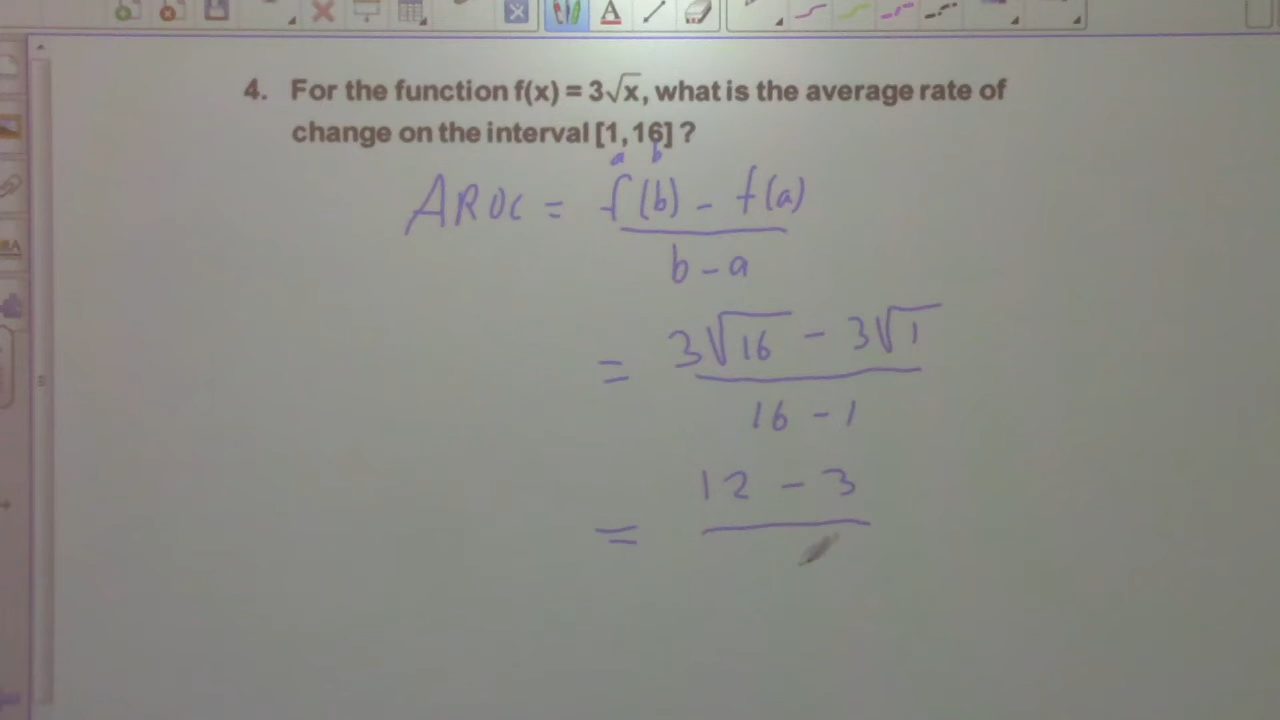 4. For the function f(x) = 3√x, what is the average rate of
change on the interval [1,16] ?
a b
AROC = f(b) - f(a)
b - a
= 3√16 - 3√1
16 - 1
12 - 3
=